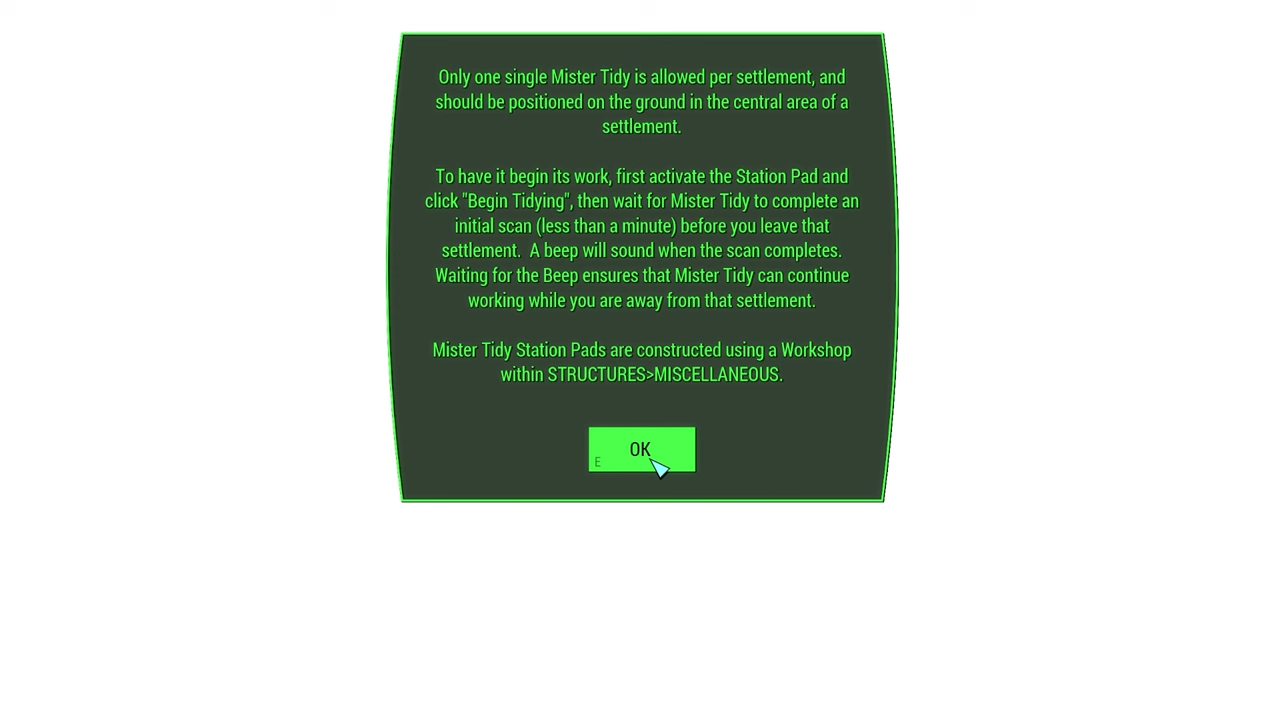 Only one single Mister Tidy is allowed per settlement, and
should be positioned on the ground in the central area of a
settlement.
To have it begin its work, first activate the Station Pad and
click "Begin Tidying", then wait for Mister Tidy to complete an
initial scan (less than a minute) before you leave that
settlement.  A beep will sound when the scan completes.
Waiting for the Beep ensures that Mister Tidy can continue
working while you are away from that settlement.
Mister Tidy Station Pads are constructed using a Workshop
within STRUCTURES>MISCELLANEOUS.
OK
E